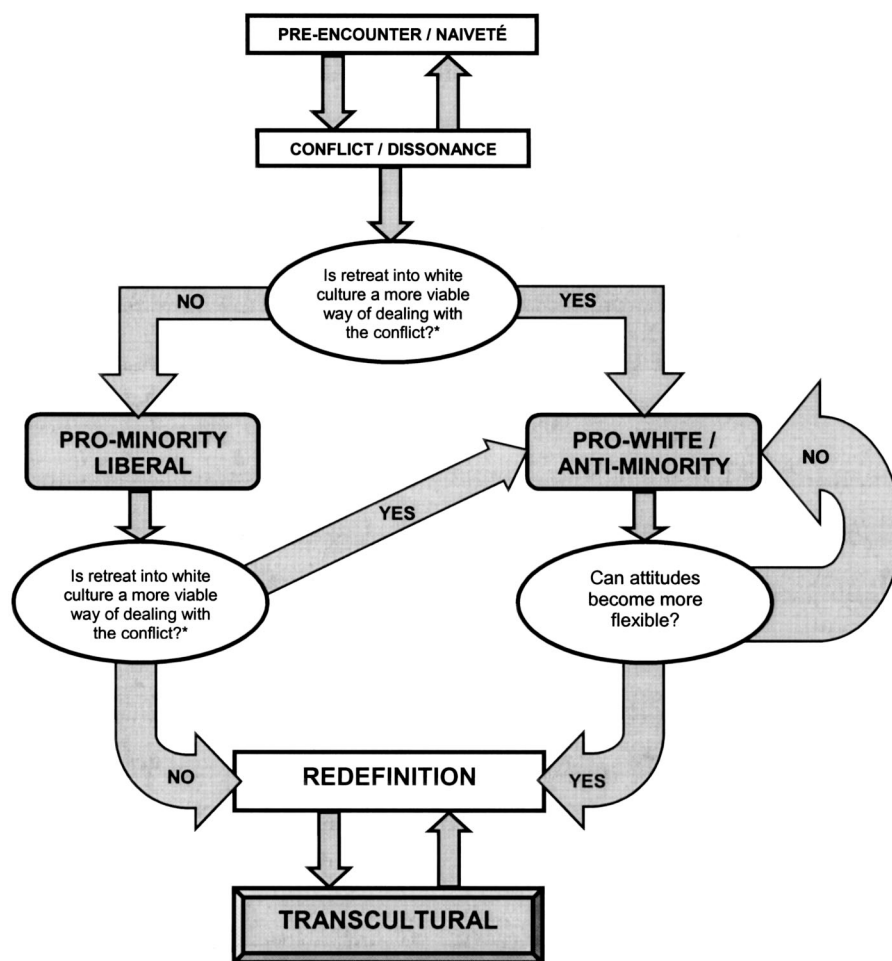 PRE-ENCOUNTER / NAIVETÉ
CONFLICT / DISSONANCE
Is retreat into white
culture a more viable
way of dealing with
the conflict?*
NO
YES
PRO-MINORITY
LIBERAL
PRO-WHITE /
ANTI-MINORITY
NO
YES
Is retreat into white
culture a more viable
way of dealing with
the conflict?*
Can attitudes
become more
flexible?
NO
REDEFINITION
YES
TRANSCULTURAL